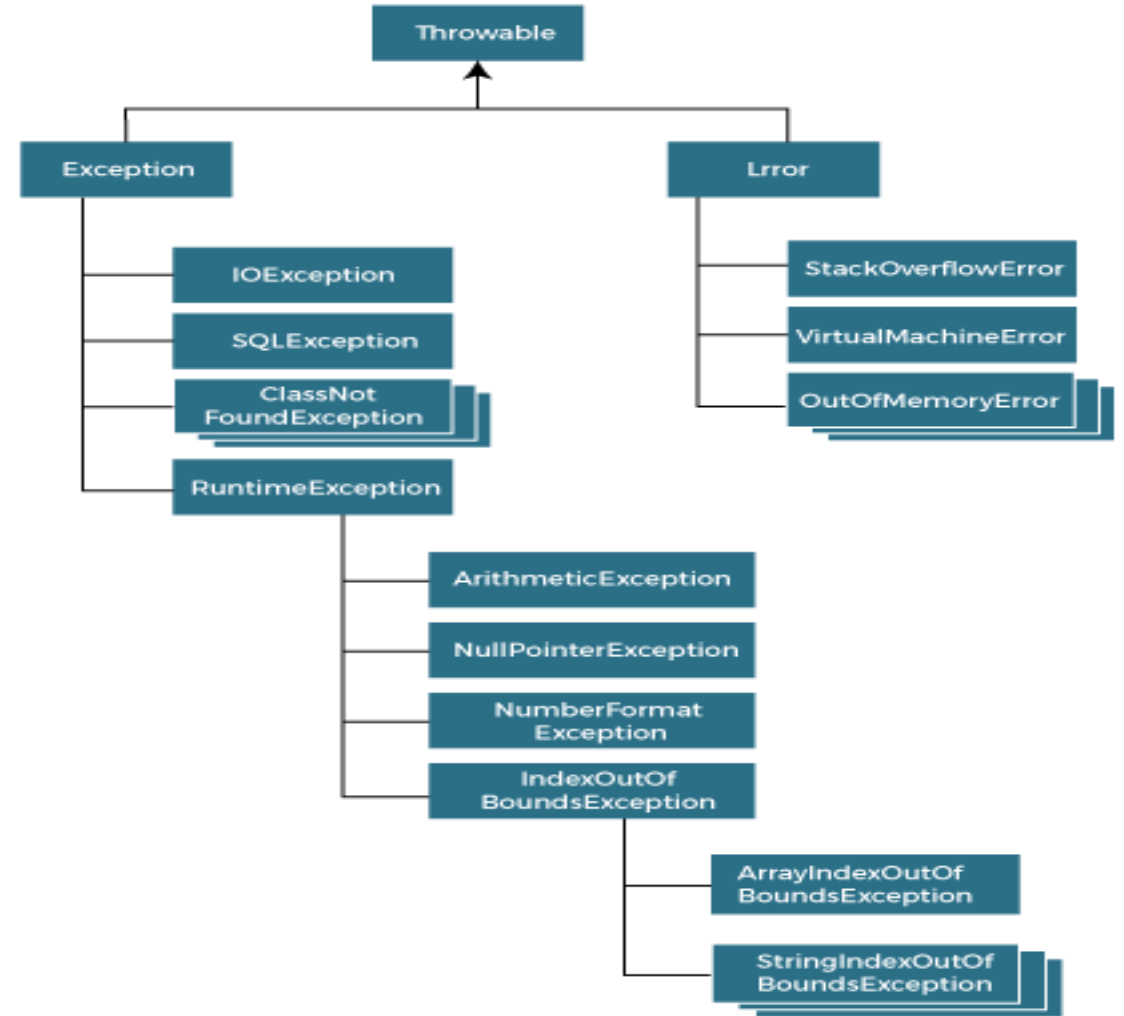 Throwable
Exception
Lrror
IOException
SQLException
ClassNot
FoundException
RuntimeException
StackOverflowError
VirtualMachineError
OutOfMemoryError
ArithmeticException
NullPointerException
NumberFormat
Exception
IndexOutOf
BoundsException
ArrayIndexOutOf
BoundsException
StringIndexOutOf
BoundsException